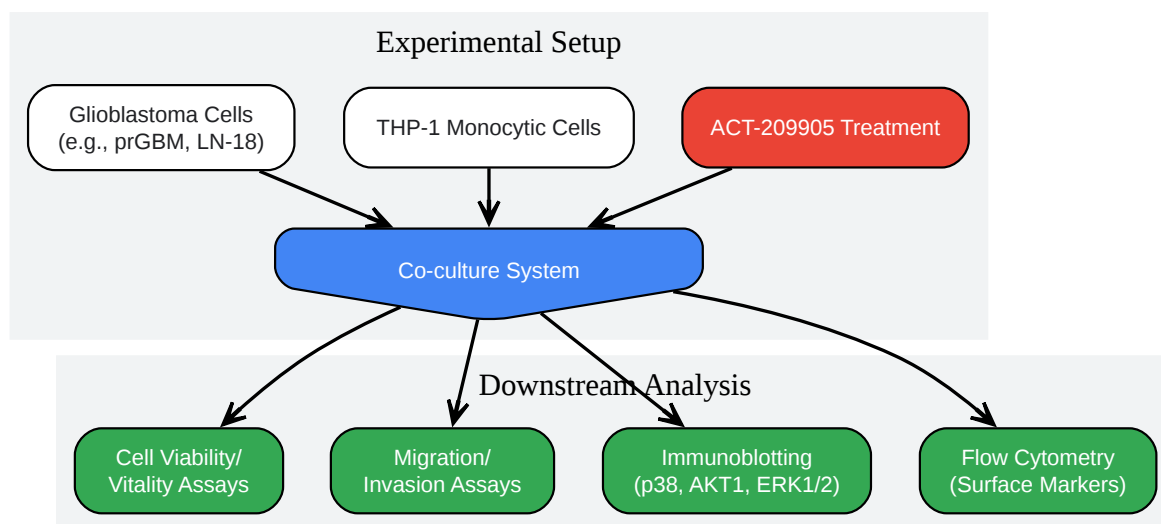 Experimental Setup
Glioblastoma Cells
(e.g., prGBM, LN-18)
THP-1 Monocytic Cells
ACT-209905 Treatment
Co-culture System
Downstream Analysis
Cell Viability/
Vitality Assays
Migration/
Invasion Assays
Immunoblotting
(p38, AKT1, ERK1/2)
Flow Cytometry
(Surface Markers)